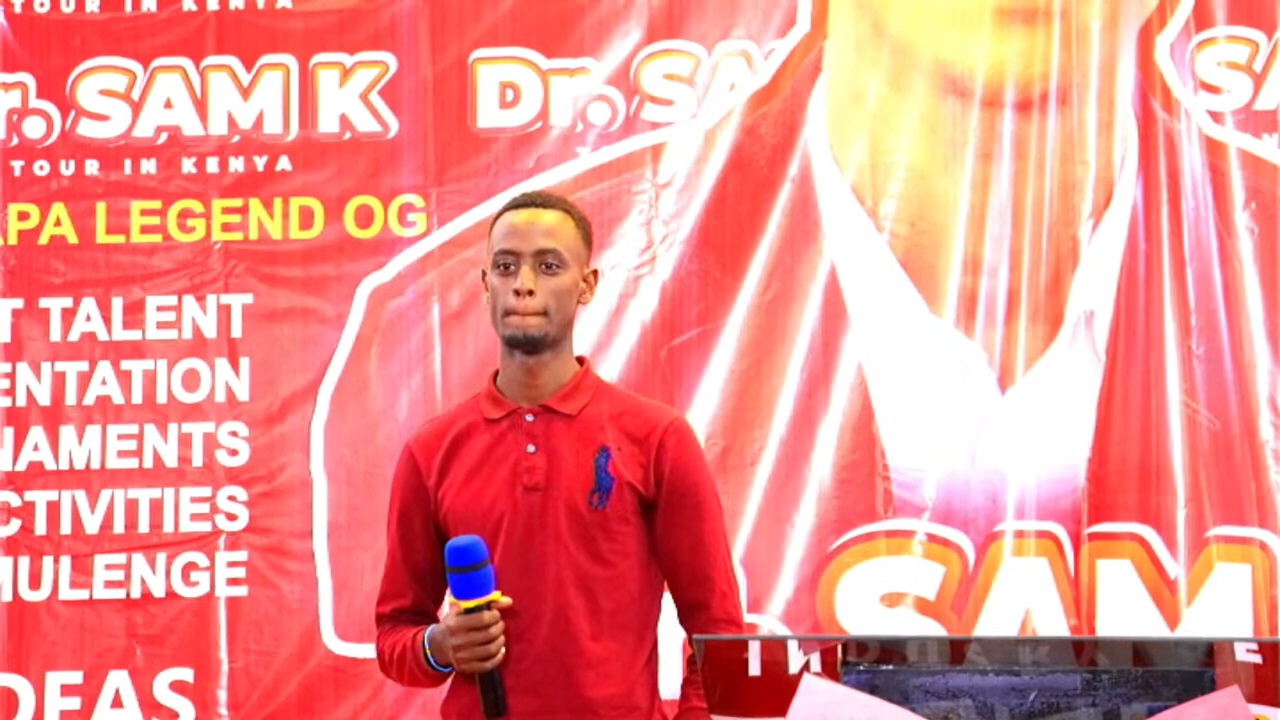 TOUR IN KENYA
r. SAM K
TOUR IN KENYA
Dr. SA
SA
PA LEGEND OG
T TALENT
ENTATION
NAMENTS
CTIVITIES
MULENGE
DEAS
SAM